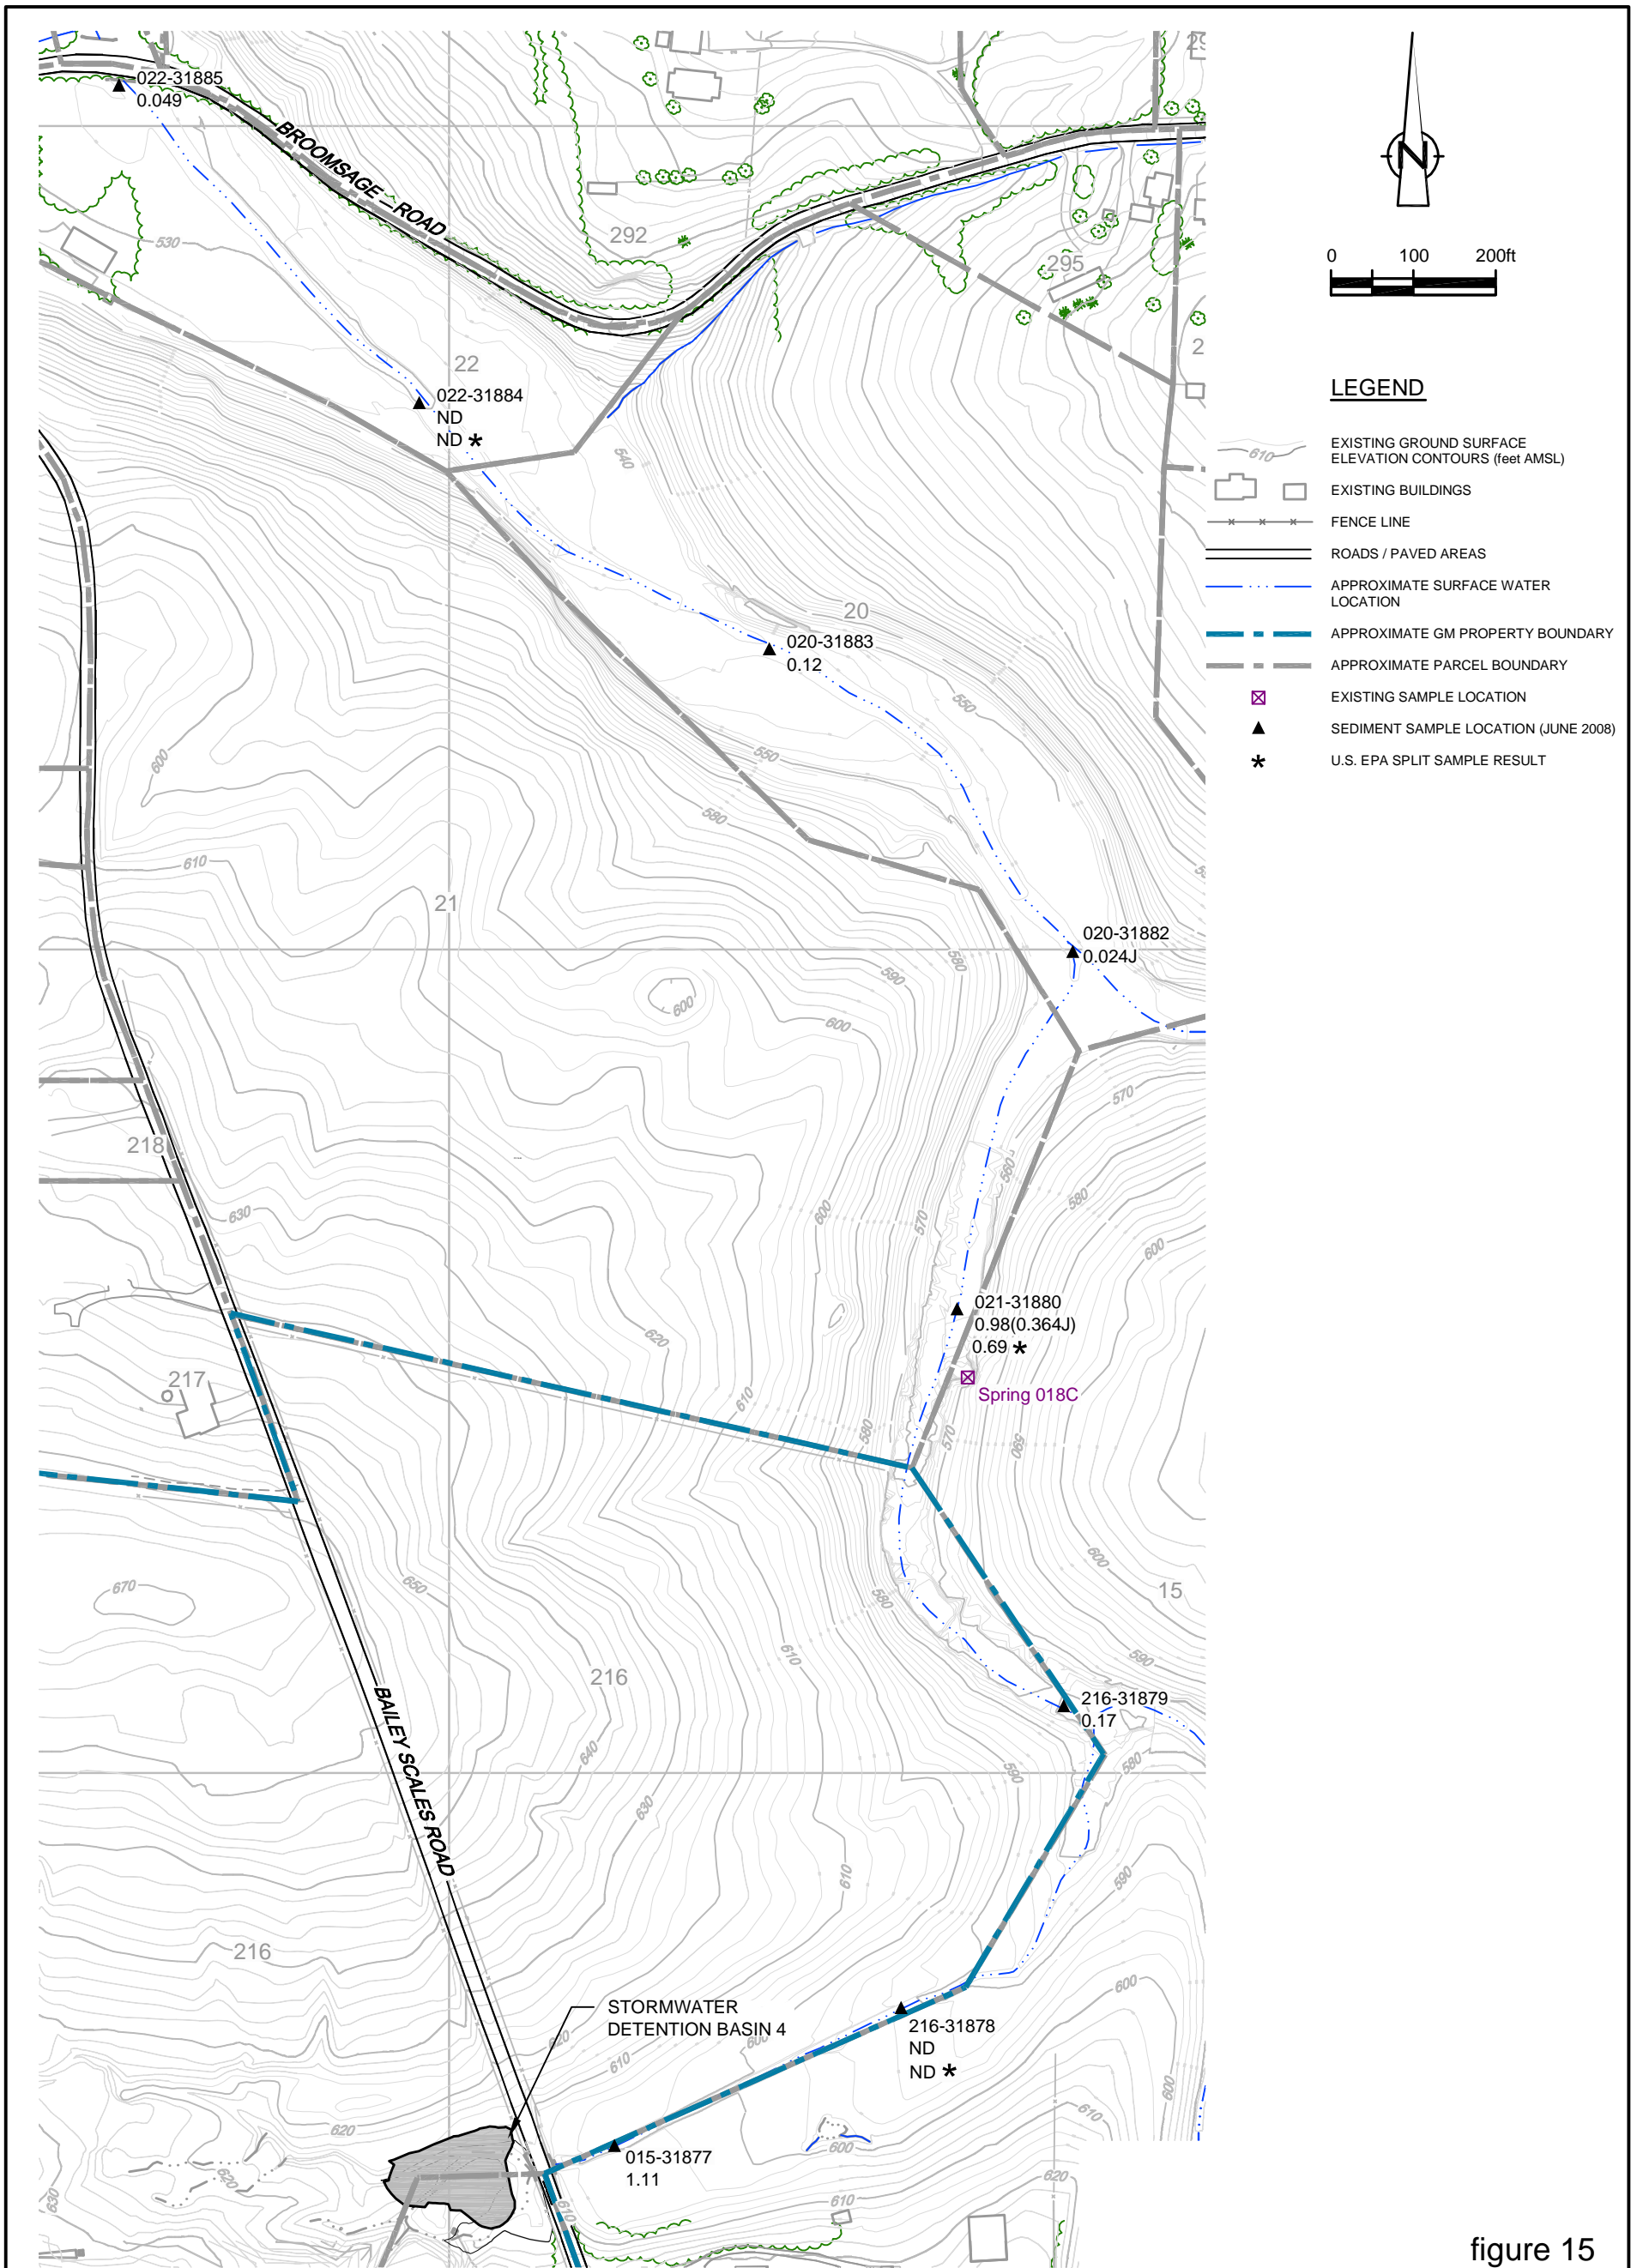 022-31885
0.049
BROOMSAGE ROAD
530
292
295
29
2
22
022-31884
ND
ND *
540
N
0 100 200ft
LEGEND
610
EXISTING GROUND SURFACE
ELEVATION CONTOURS (feet AMSL)
EXISTING BUILDINGS
FENCE LINE
ROADS / PAVED AREAS
APPROXIMATE SURFACE WATER
LOCATION
APPROXIMATE GM PROPERTY BOUNDARY
APPROXIMATE PARCEL BOUNDARY
EXISTING SAMPLE LOCATION
SEDIMENT SAMPLE LOCATION (JUNE 2008)
* U.S. EPA SPLIT SAMPLE RESULT
20
020-31883
0.12
550
550
600
580
610
21
020-31882
0.024J
580
590
600
600
570
218
560
580
630
600
570
600
021-31880
0.98(0.364J)
0.69 *
Spring 018C
620
217
610
580
570
590
600
15
670
650
580
610
590
216
216-31879
0.17
BAILEY SCALES ROAD
640
590
580
630
610
590
216
600
STORMWATER
DETENTION BASIN 4
216-31878
ND
ND *
620
610
600
600
610
620
015-31877
1.11
600
620
620
630
610
610
figure 15